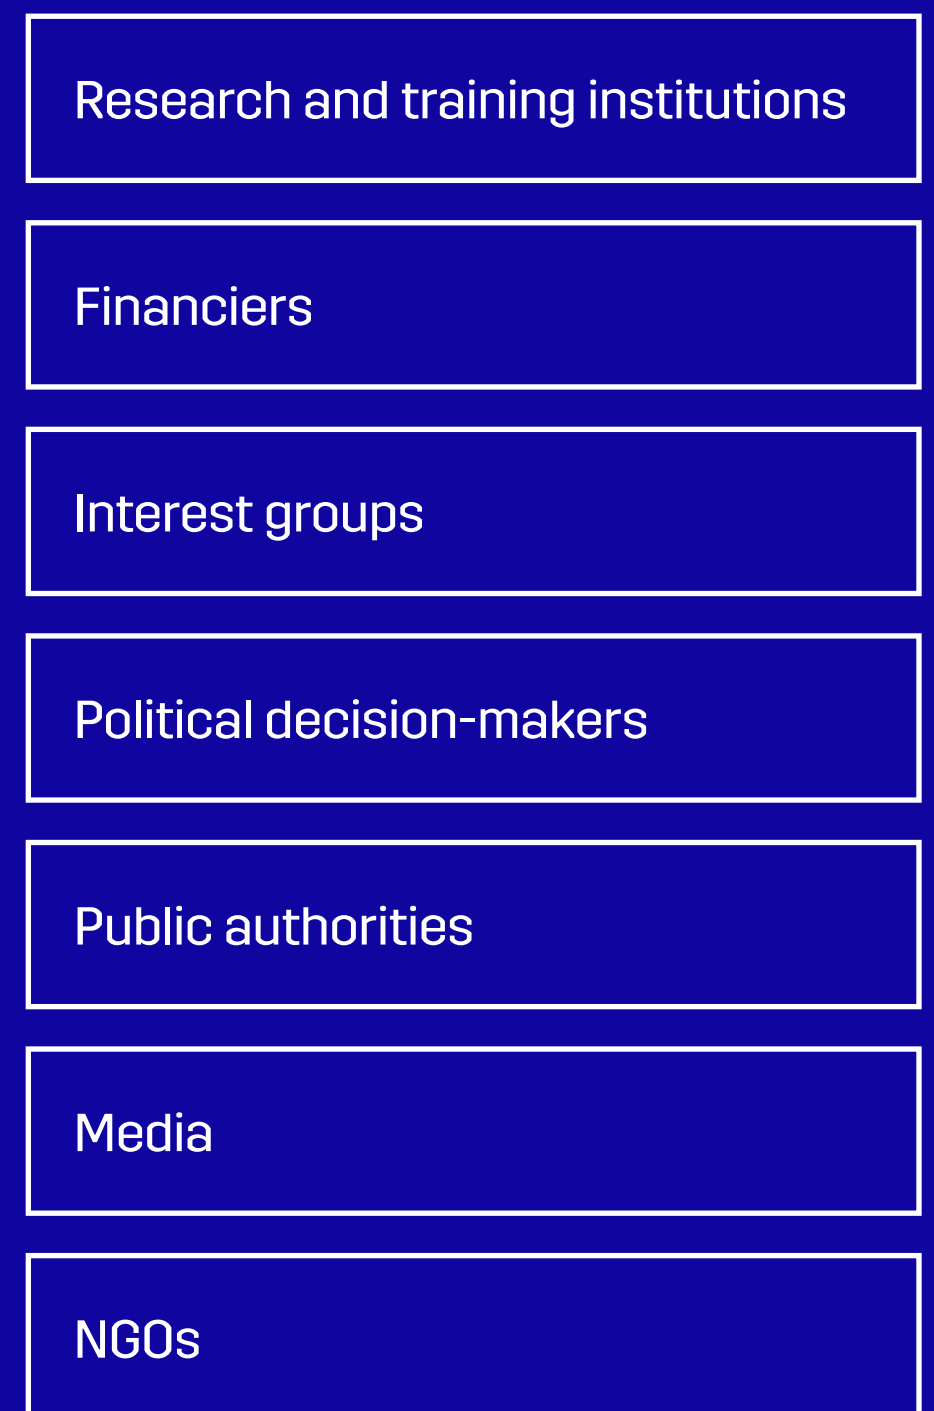 Research and training institutions
Financiers
Interest groups
Political decision-makers
Public authorities
Media
NGOs